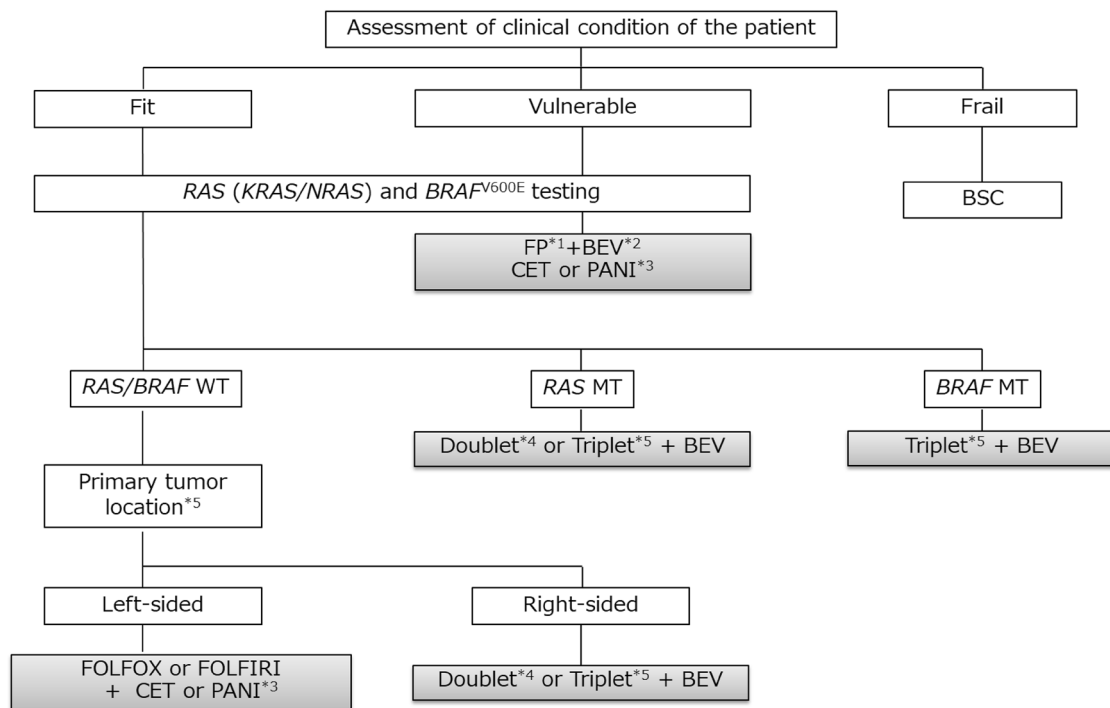 Assessment of clinical condition of the patient
Fit
Vulnerable
Frail
RAS (KRAS/NRAS) and BRAF^V600E testing
BSC
FP*1+BEV*2
CET or PANI*3
RAS/BRAF WT
RAS MT
BRAF MT
Doublet*4 or Triplet*5 + BEV
Triplet*5 + BEV
Primary tumor
location*5
Left-sided
Right-sided
FOLFOX or FOLFIRI
+ CET or PANI*3
Doublet*4 or Triplet*5 + BEV